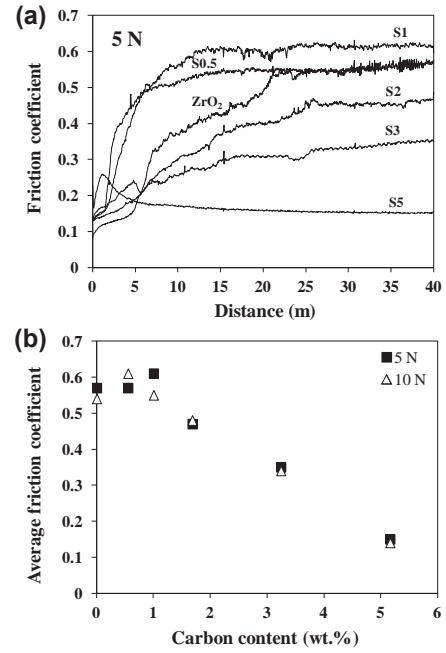 (a)
5 N
0.7
0.6
0.5
0.4
0.3
0.2
0.1
0
S1
S0.5
ZrO2
S2
S3
S5
Friction coefficient
0 5 10 15 20 25 30 35 40
Distance (m)
(b)
0.7
0.6
0.5
0.4
0.3
0.2
0.1
0
5 N
10 N
Average friction coefficient
0 1 2 3 4 5 6
Carbon content (wt.%)